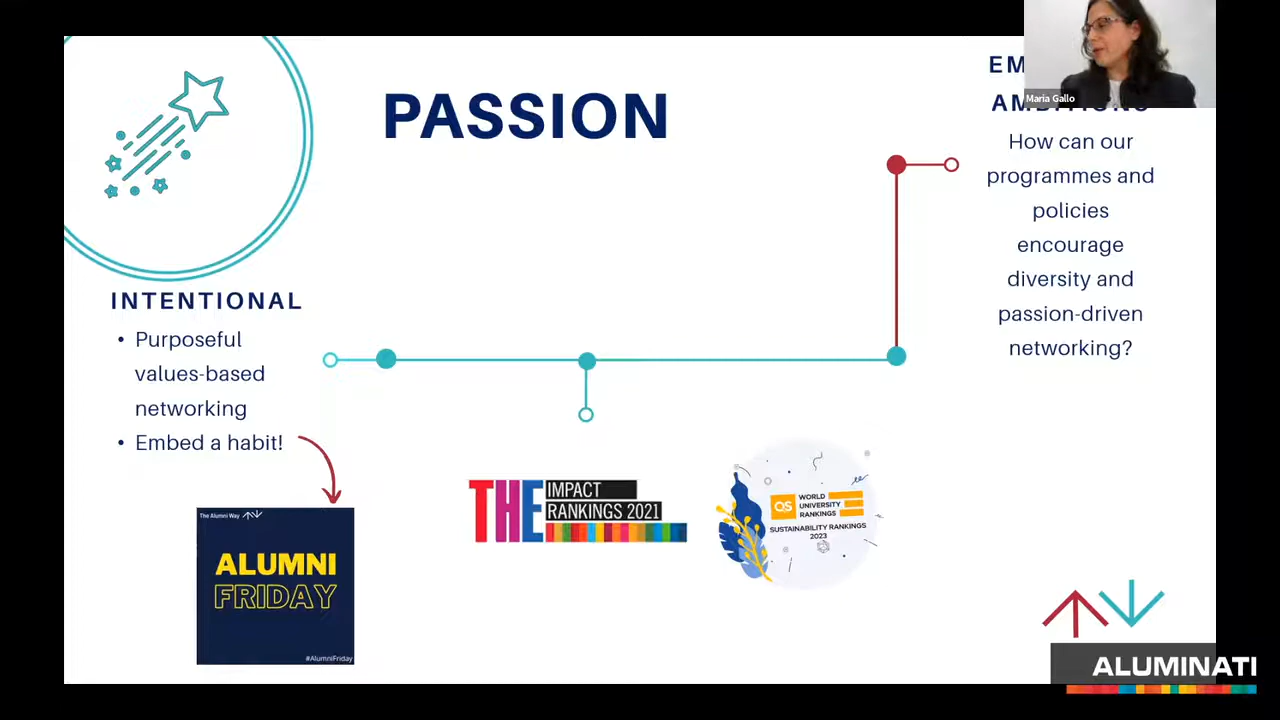 PASSION
INTENTIONAL
• Purposeful
values-based
networking
• Embed a habit!
The Alumni Way
ALUMNI
FRIDAY
#AlumniFriday
THE
IMPACT
RANKINGS 2021
QS
WORLD
UNIVERSITY
RANKINGS
SUSTAINABILITY RANKINGS
2023
Maria Gallo
How can our
programmes and
policies
encourage
diversity and
passion-driven
networking?
ALUMINATI